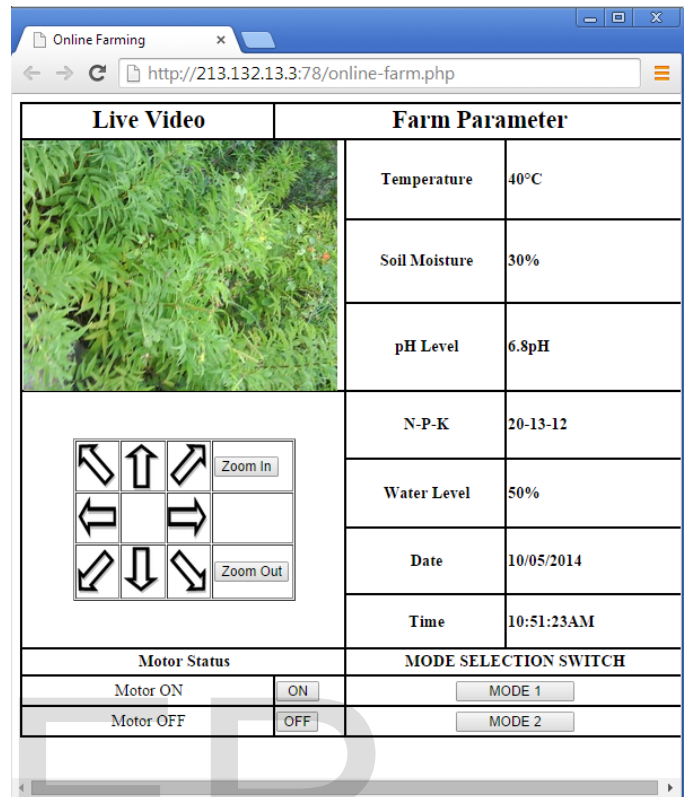 Online Farming
http://213.132.13.3:78/online-farm.php
Live Video
Farm Parameter
Temperature 40°C
Soil Moisture 30%
pH Level 6.8pH
N-P-K 20-13-12
Water Level 50%
Date 10/05/2014
Time 10:51:23AM
Zoom In
Zoom Out
Motor Status
MODE SELECTION SWITCH
Motor ON ON MODE 1
Motor OFF OFF MODE 2